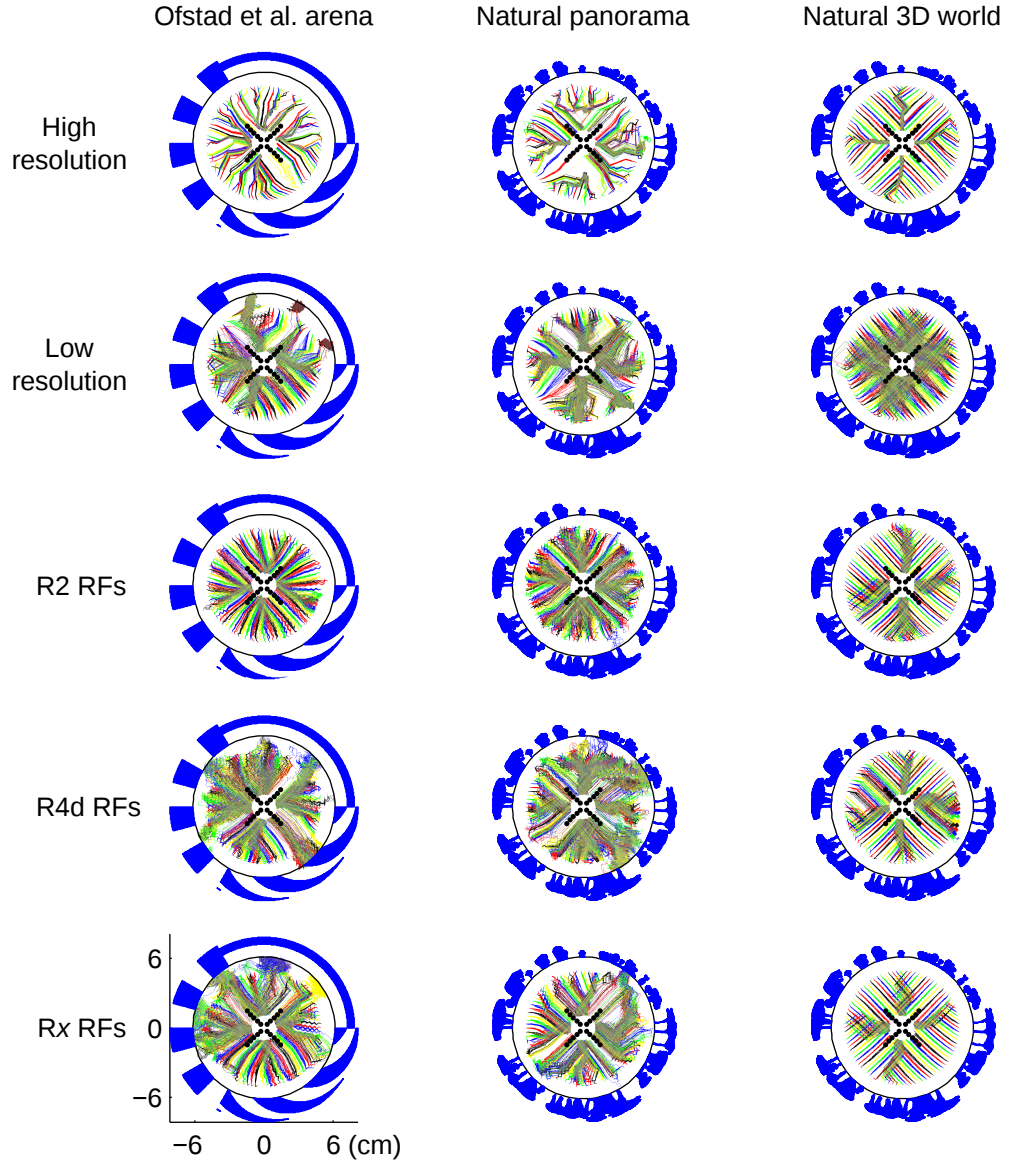 Ofstad et al. arena Natural panorama Natural 3D world
High
resolution
Low
resolution
R2 RFs
R4d RFs
Rx RFs
6
0
−6
−6 0 6 (cm)